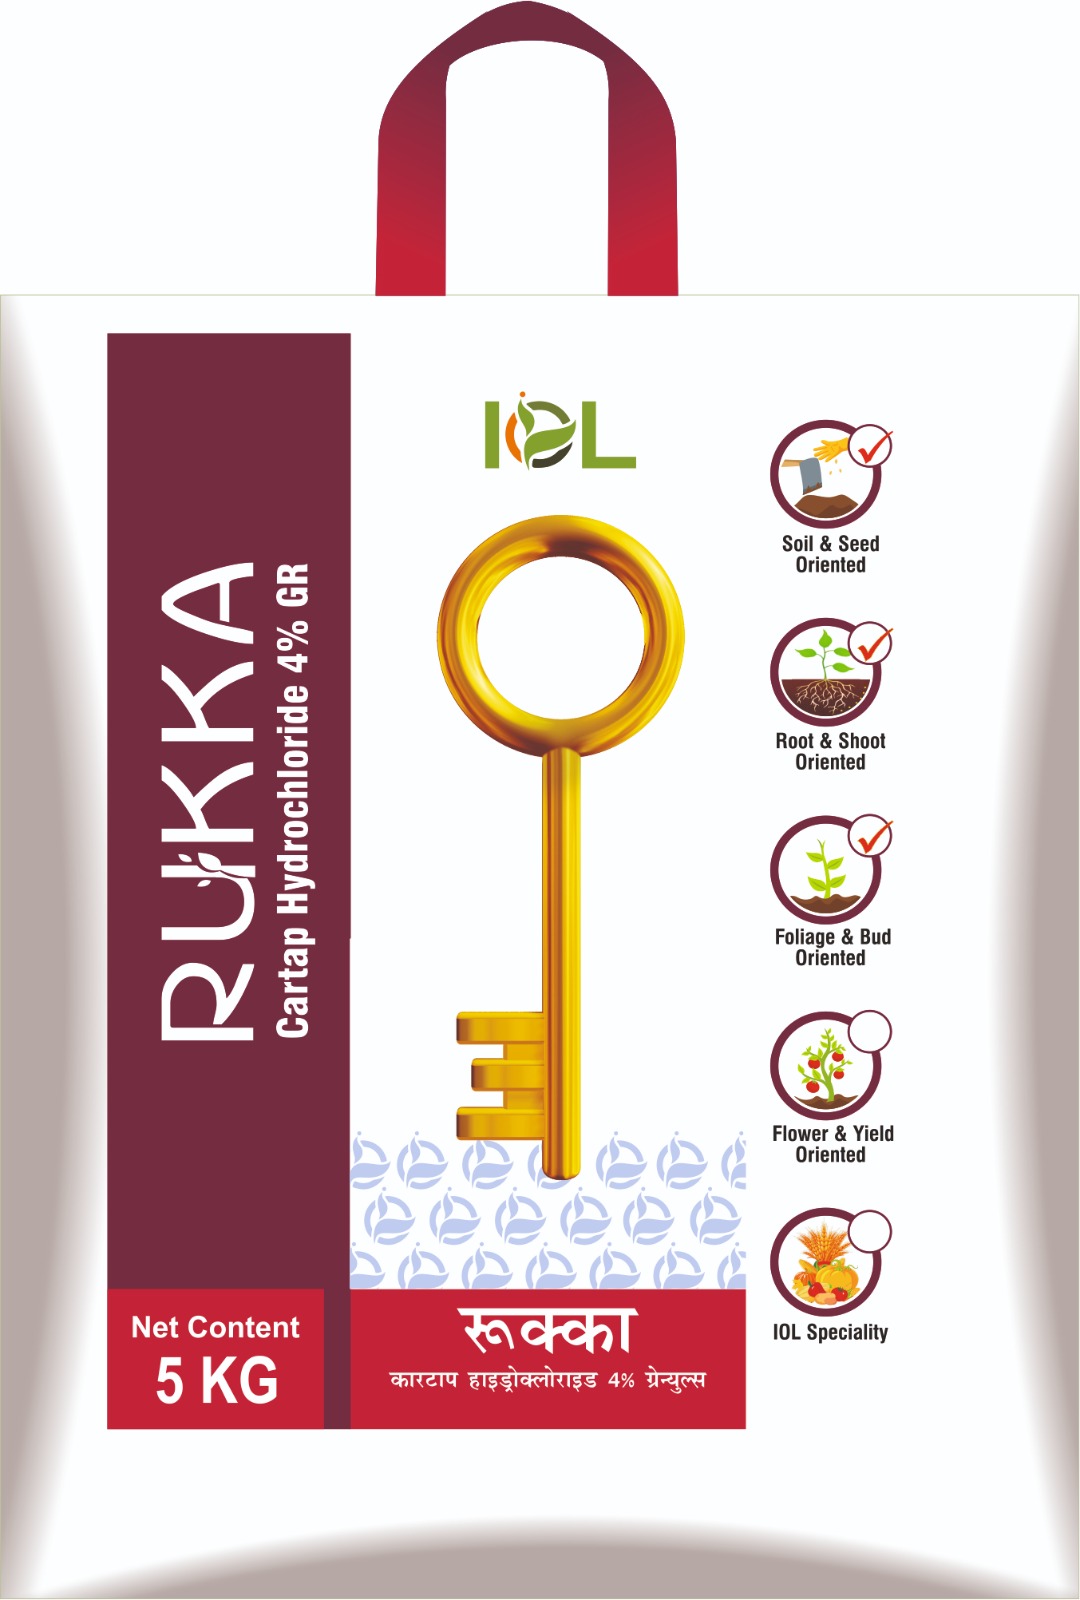 IOL
RUKKA
Cartap Hydrochloride 4% GR
Soil & Seed
Oriented
Root & Shoot
Oriented
Foliage & Bud
Oriented
Flower & Yield
Oriented
IOL Speciality
Net Content
5 KG
रूक्का
कारटाप हाइड्रोक्लोराइड 4% ग्रेन्युल्स